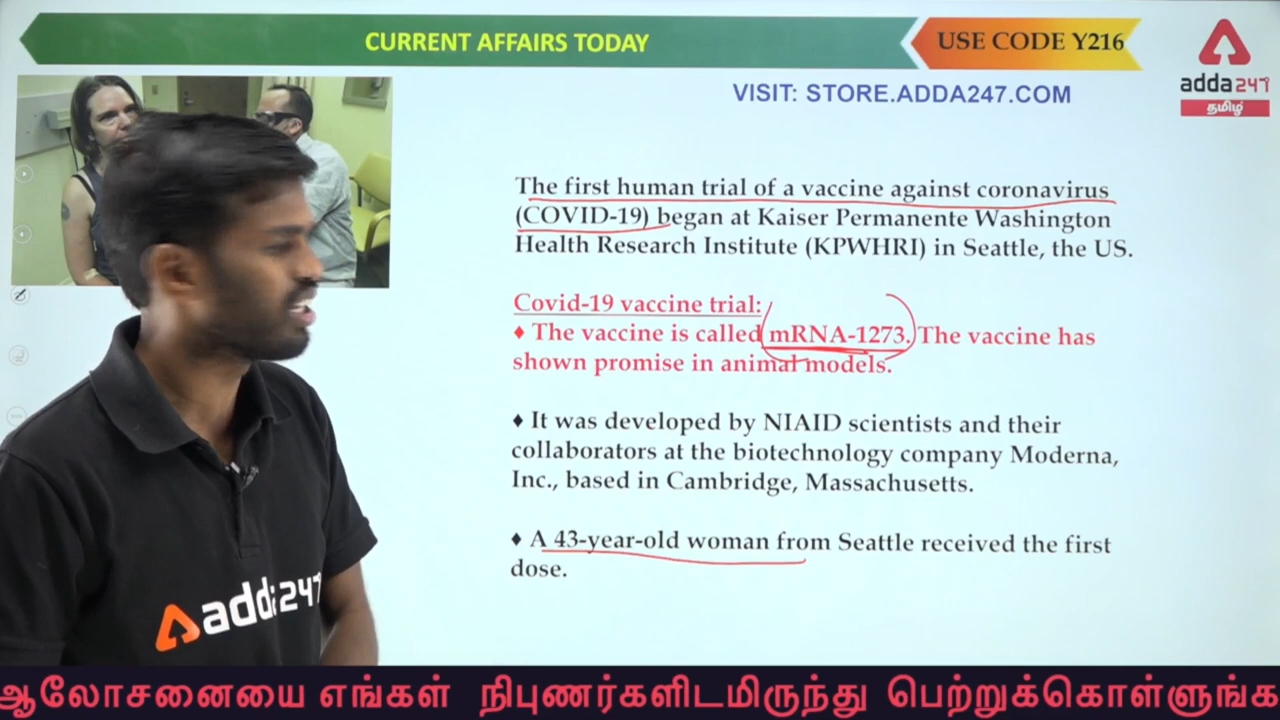 CURRENT AFFAIRS TODAY
USE CODE Y216
adda247
தமிழ்
VISIT: STORE.ADDA247.COM
The first human trial of a vaccine against coronavirus
(COVID-19) began at Kaiser Permanente Washington
Health Research Institute (KPWHRI) in Seattle, the US.
Covid-19 vaccine trial:
♦ The vaccine is called mRNA-1273. The vaccine has
shown promise in animal models.
♦ It was developed by NIAID scientists and their
collaborators at the biotechnology company Moderna,
Inc., based in Cambridge, Massachusetts.
♦ A 43-year-old woman from Seattle received the first
dose.
adda247
ஆலோசனையை எங்கள் நிபுணர்களிடமிருந்து பெற்றுக்கொள்ளுங்க